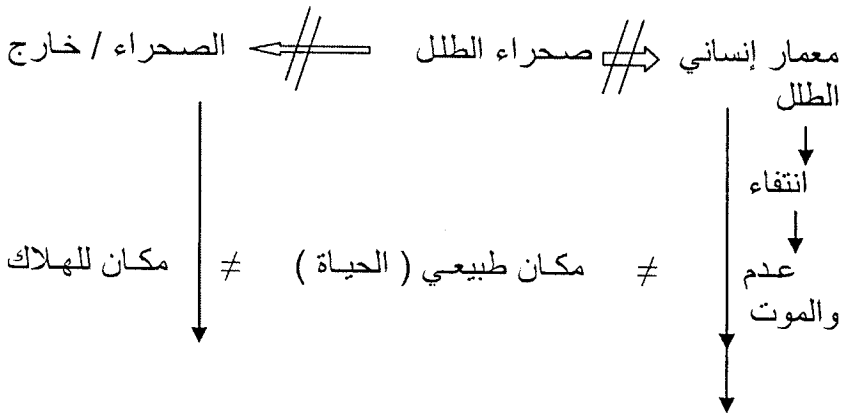 معمار إنساني صحراء الطلل الصحراء / خارج
الطلل
انتفاء
عدم ≠ مكان طبيعي ( الحياة ) ≠ مكان للهلاك
والموت